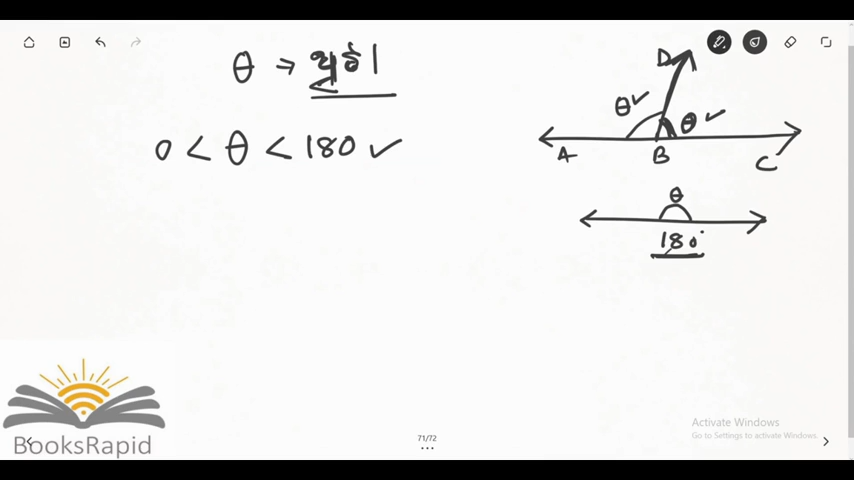 θ ⇒
0 < θ < 180 ✓
D
θ ✓
θ ✓
A B C
θ
180°
BooksRapid
71/72
Activate Windows
Go to Settings to activate Windows.